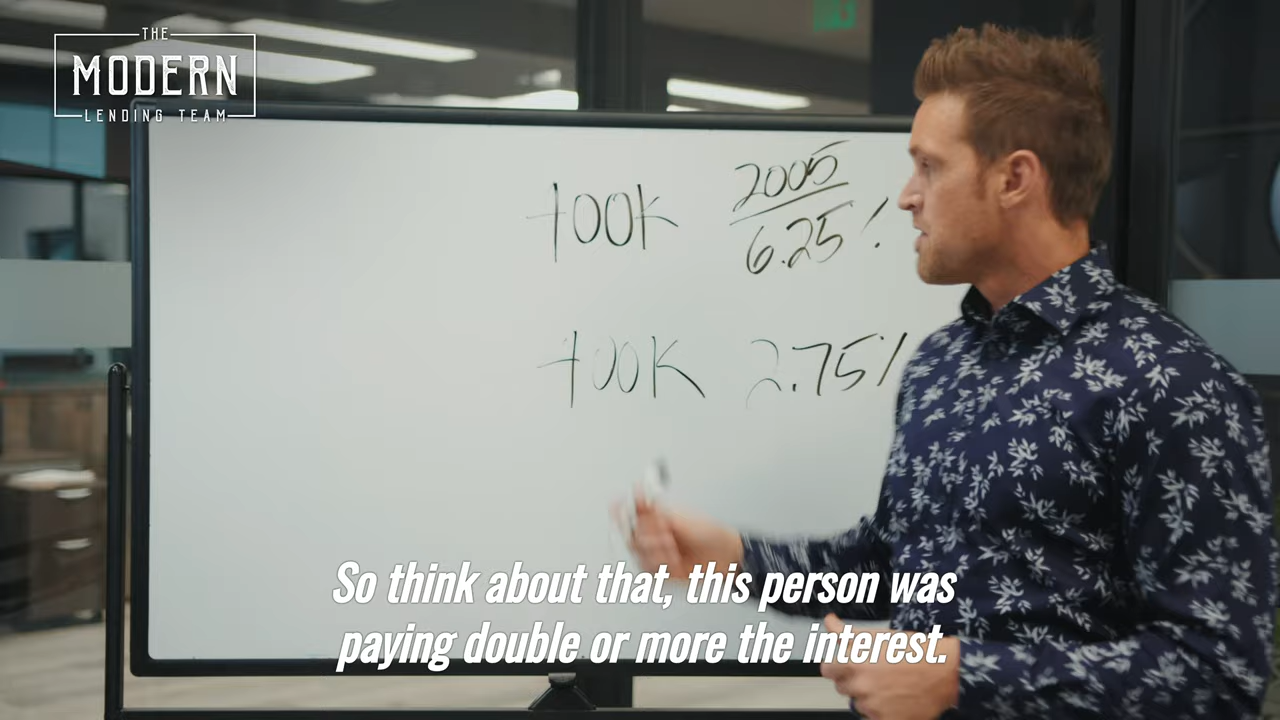 THE
MODERN
LENDING TEAM
400K 2005
6.25%
400K 2.75%
So think about that, this person was
paying double or more the interest.